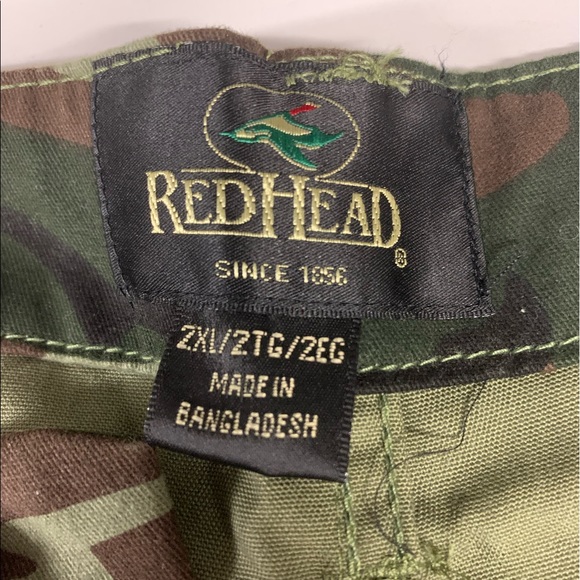 REDHEAD®
SINCE 1856
2XL/2TG/2EG
MADE IN
BANGLADESH